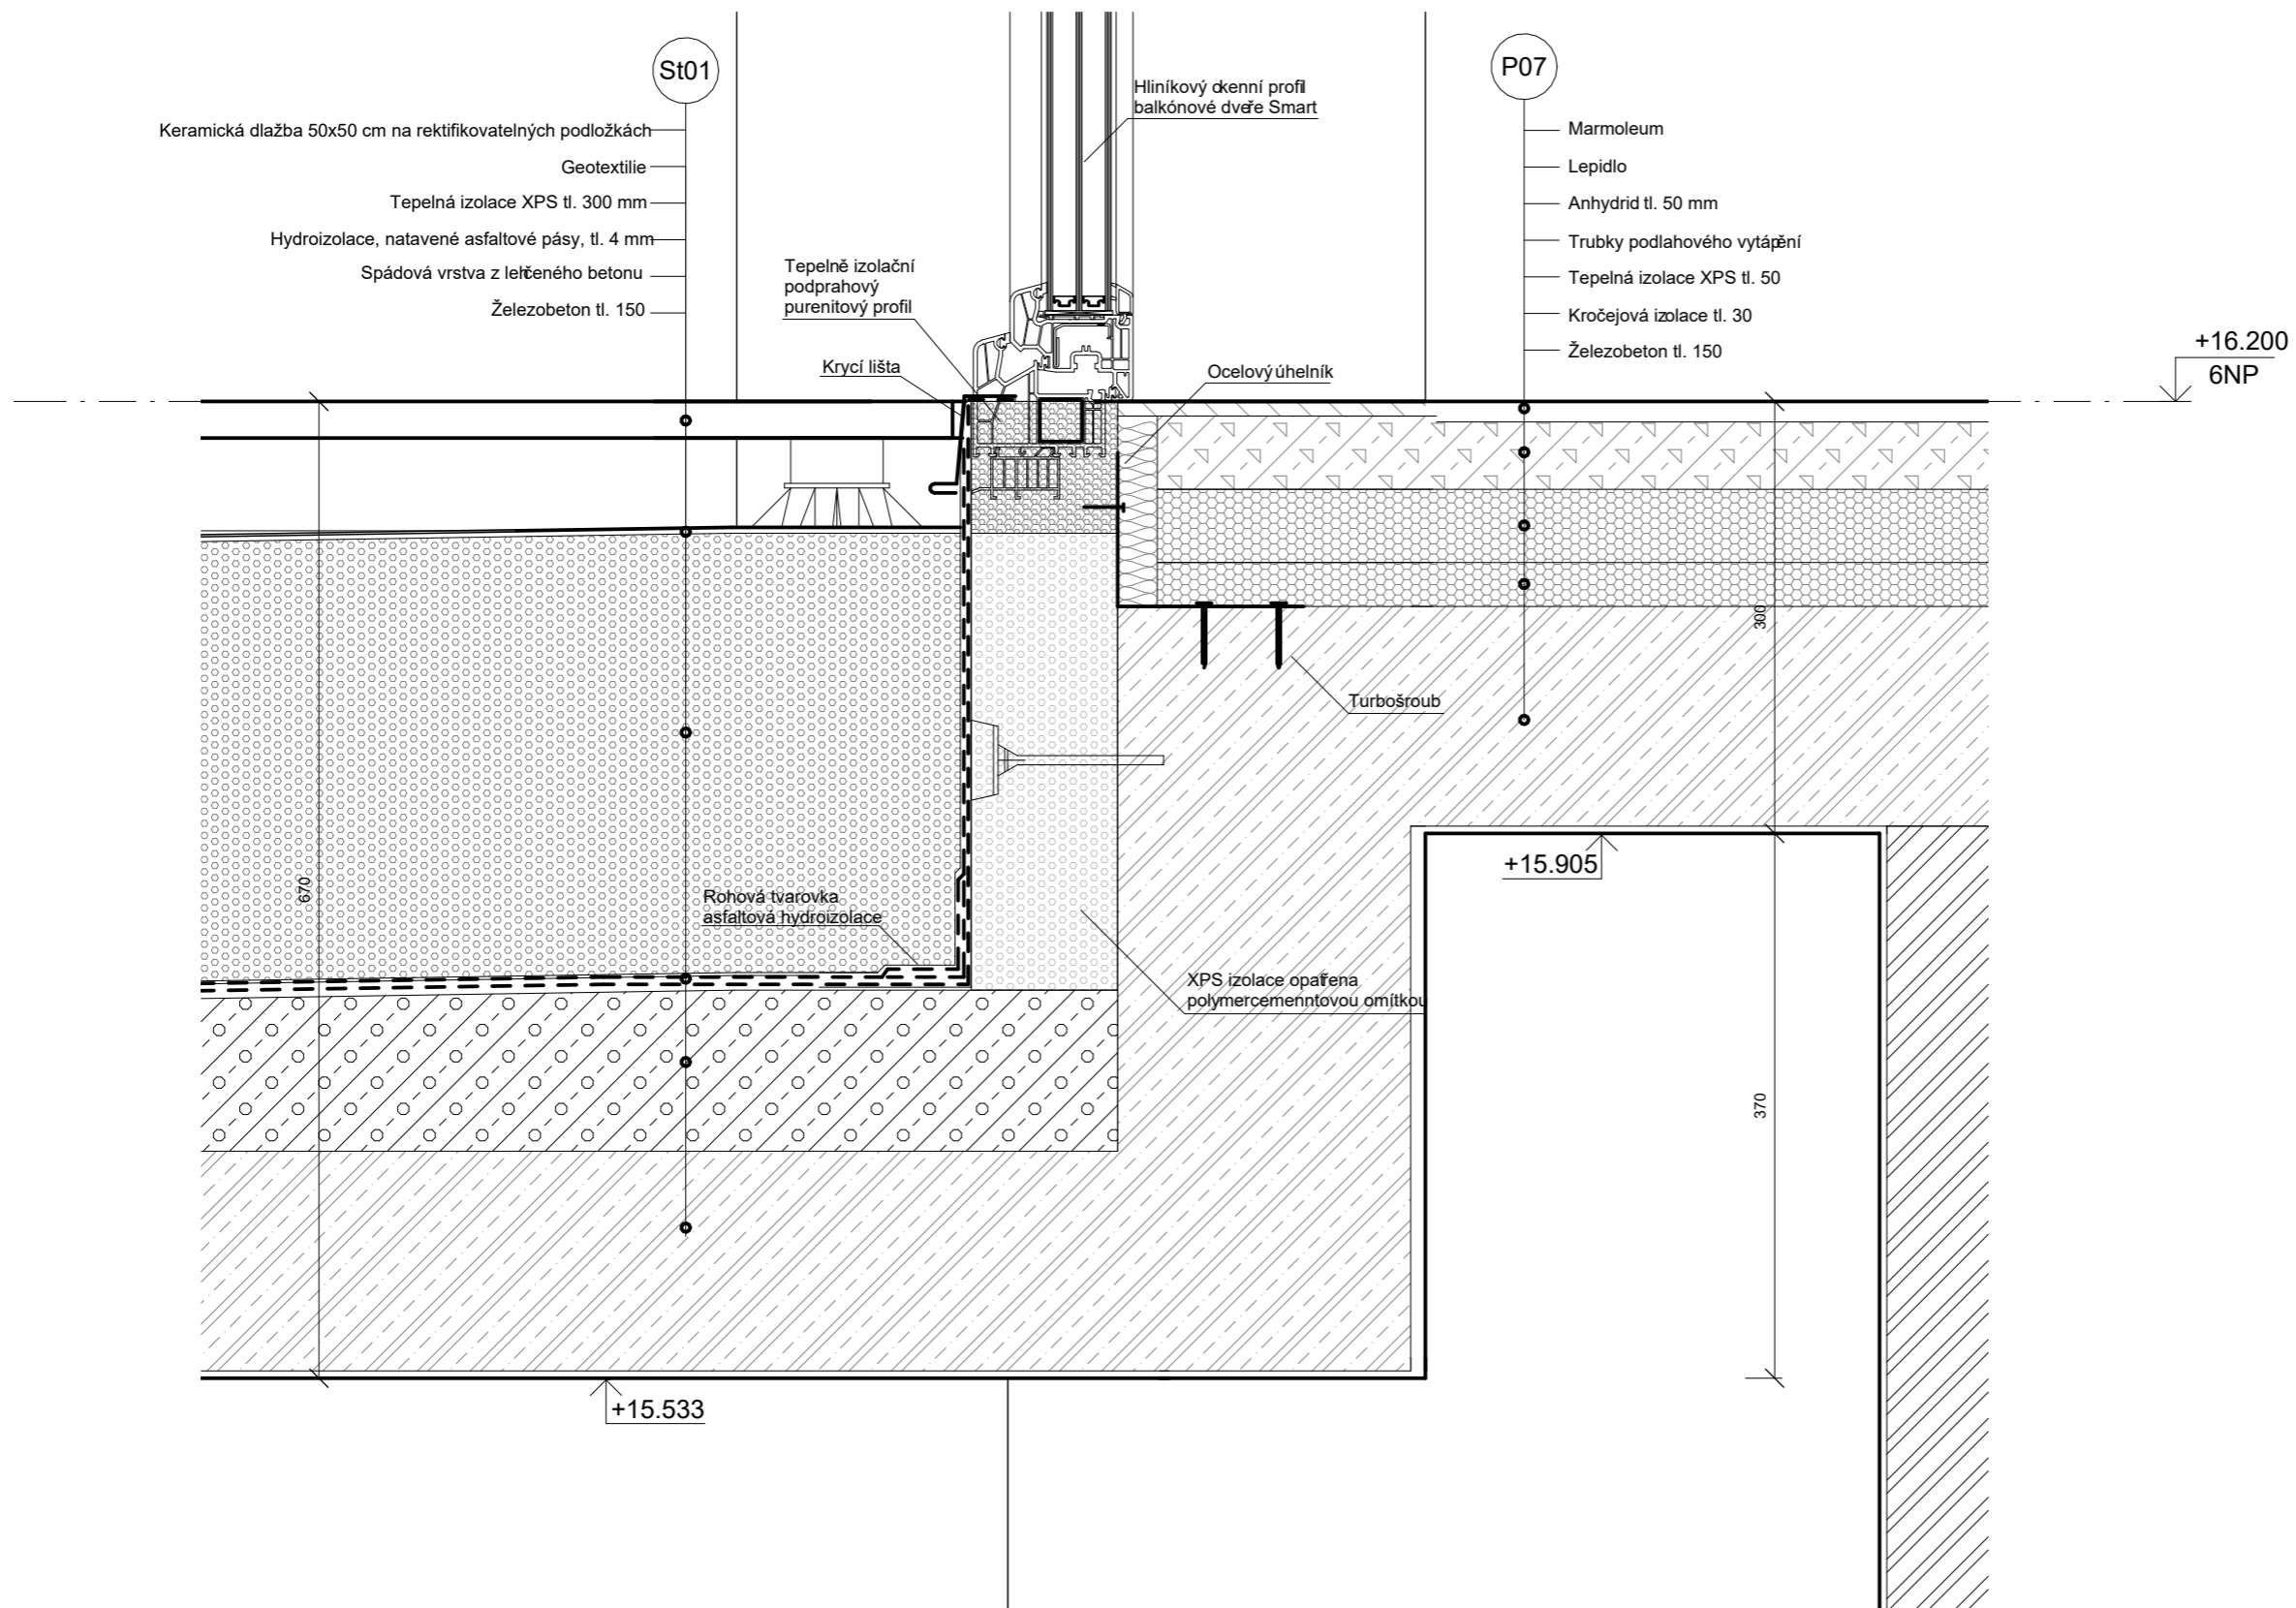 St01
Keramická dlažba 50x50 cm na rektifikovatelných podložkách
Geotextilie
Tepelná izolace XPS tl. 300 mm
Hydroizolace, natavené asfaltové pásy, tl. 4 mm
Spádová vrstva z lehčeného betonu
Železobeton tl. 150
Hliníkový okenní profil
balkónové dveře Smart
P07
Marmoleum
Lepidlo
Anhydrid tl. 50 mm
Trubky podlahového vytápění
Tepelná izolace XPS tl. 50
Kročejová izolace tl. 30
Železobeton tl. 150
Tepelně izolační
podprahový
purenitový profil
Krycí lišta
Ocelový úhelník
+16.200
6NP
300
Turbošroub
+15.905
670
Rohová tvarovka
asfaltová hydroizolace
XPS izolace opatřena
polymercemenntovou omítkou
370
+15.533